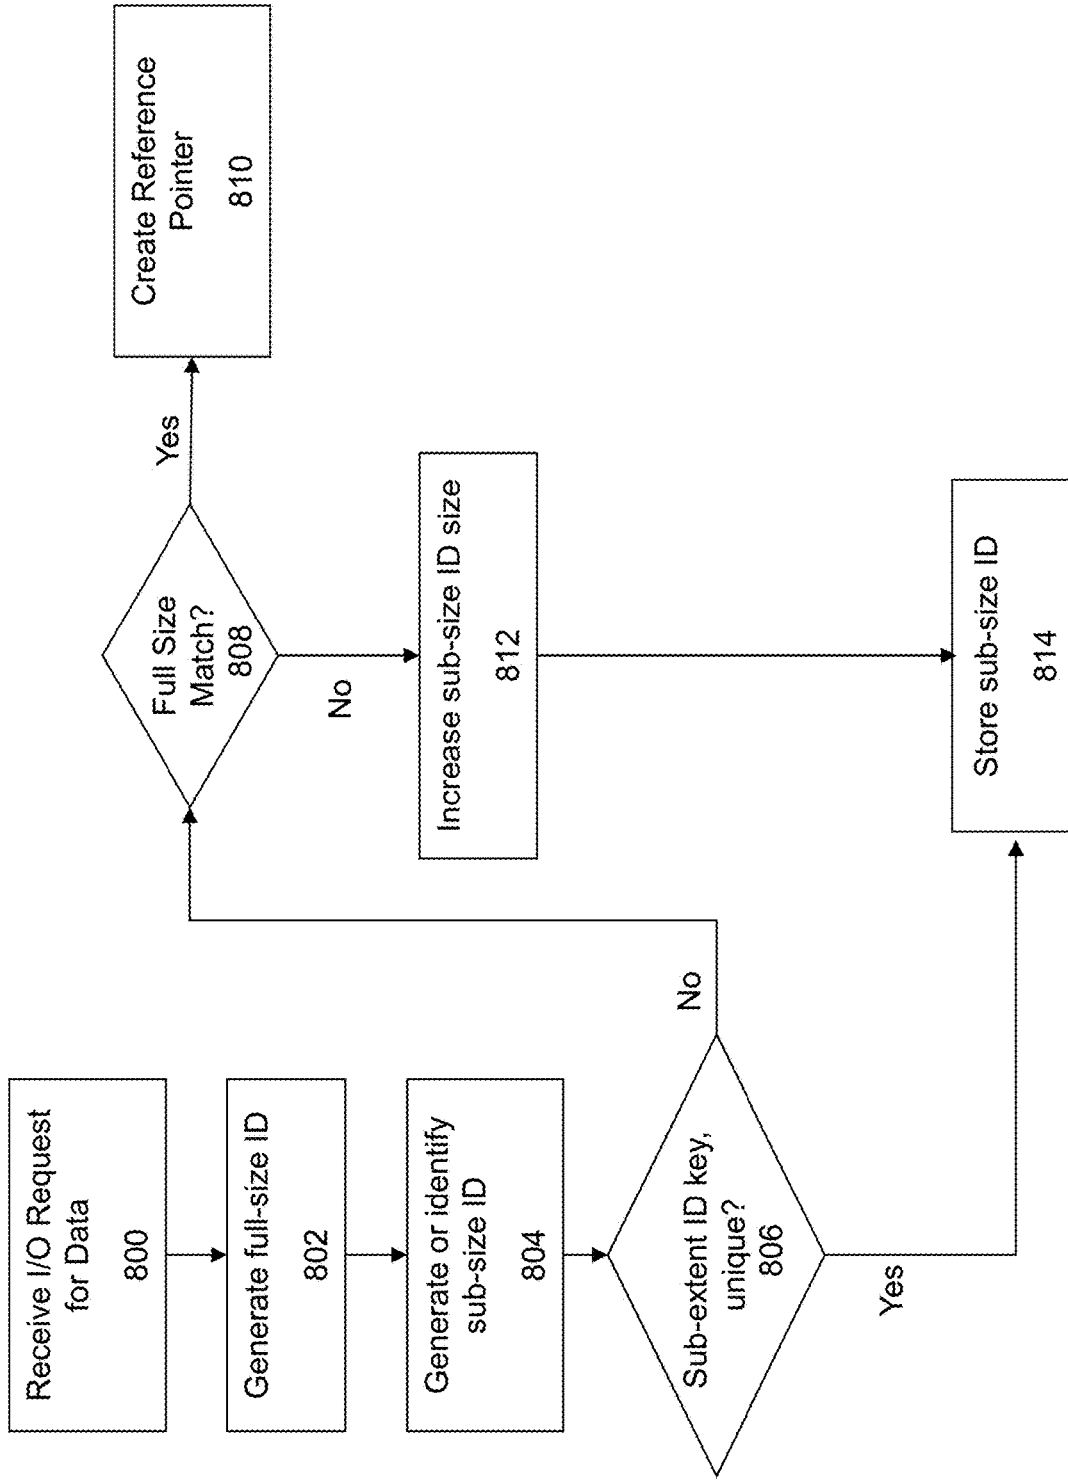 Receive I/O Request
for Data
800
Generate full-size ID
802
Generate or identify
sub-size ID
804
Sub-extent ID key,
unique?
806
No
Yes
Full Size
Match?
808
Yes
No
Create Reference
Pointer
810
Increase sub-size ID size
812
Store sub-size ID
814